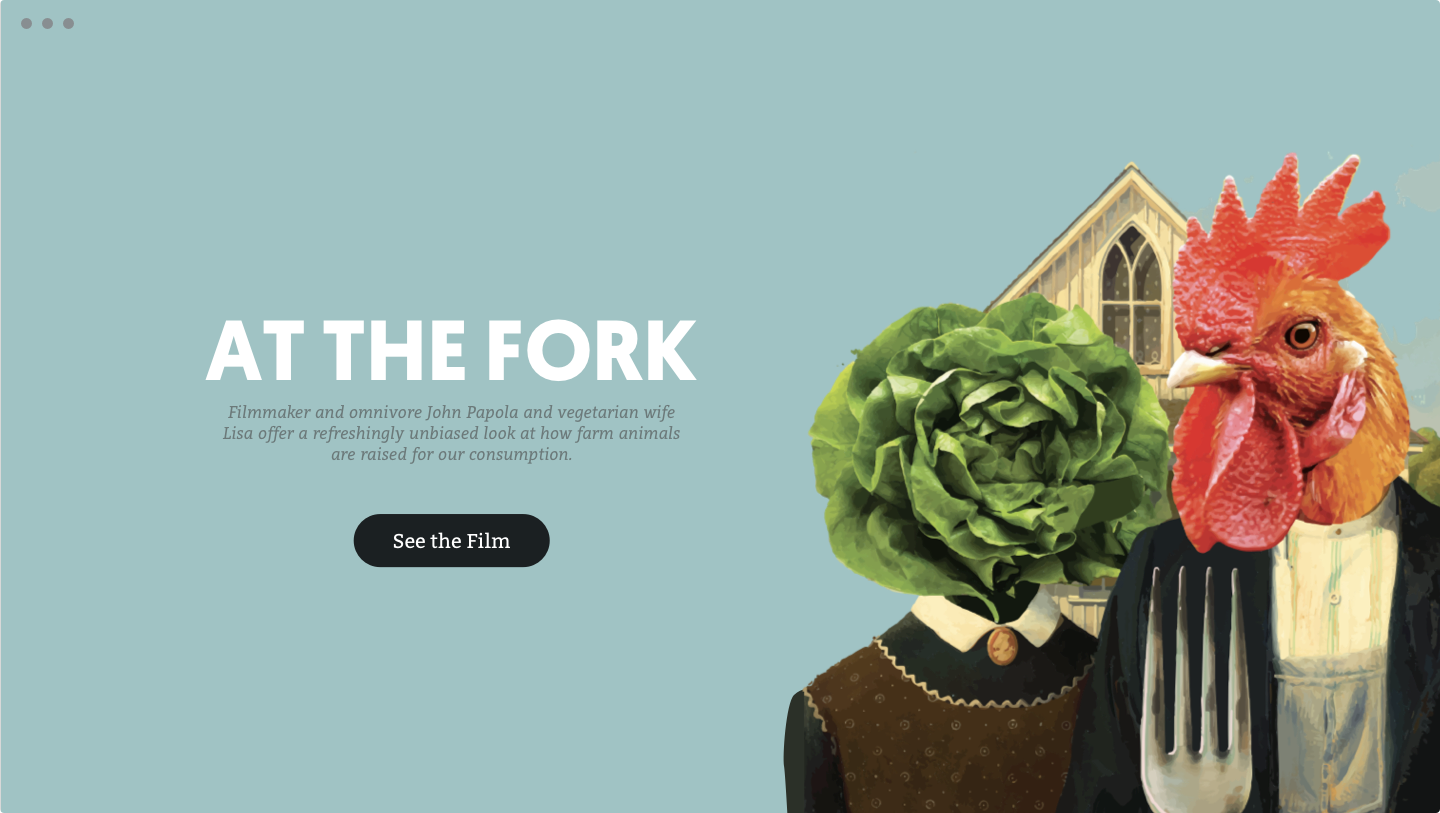 AT THE FORK
Filmmaker and omnivore John Papola and vegetarian wife
Lisa offer a refreshingly unbiased look at how farm animals
are raised for our consumption.
See the Film